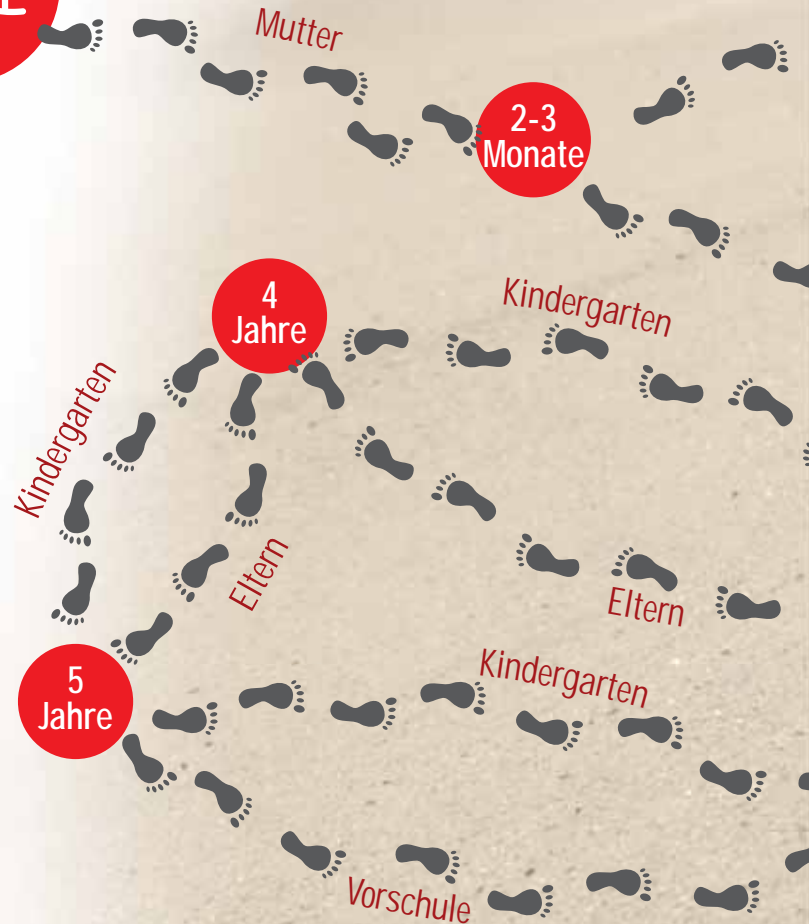 Mutter
2-3
Monate
4
Jahre
Kindergarten
Kindergarten
Eltern
Eltern
5
Jahre
Kindergarten
Vorschule